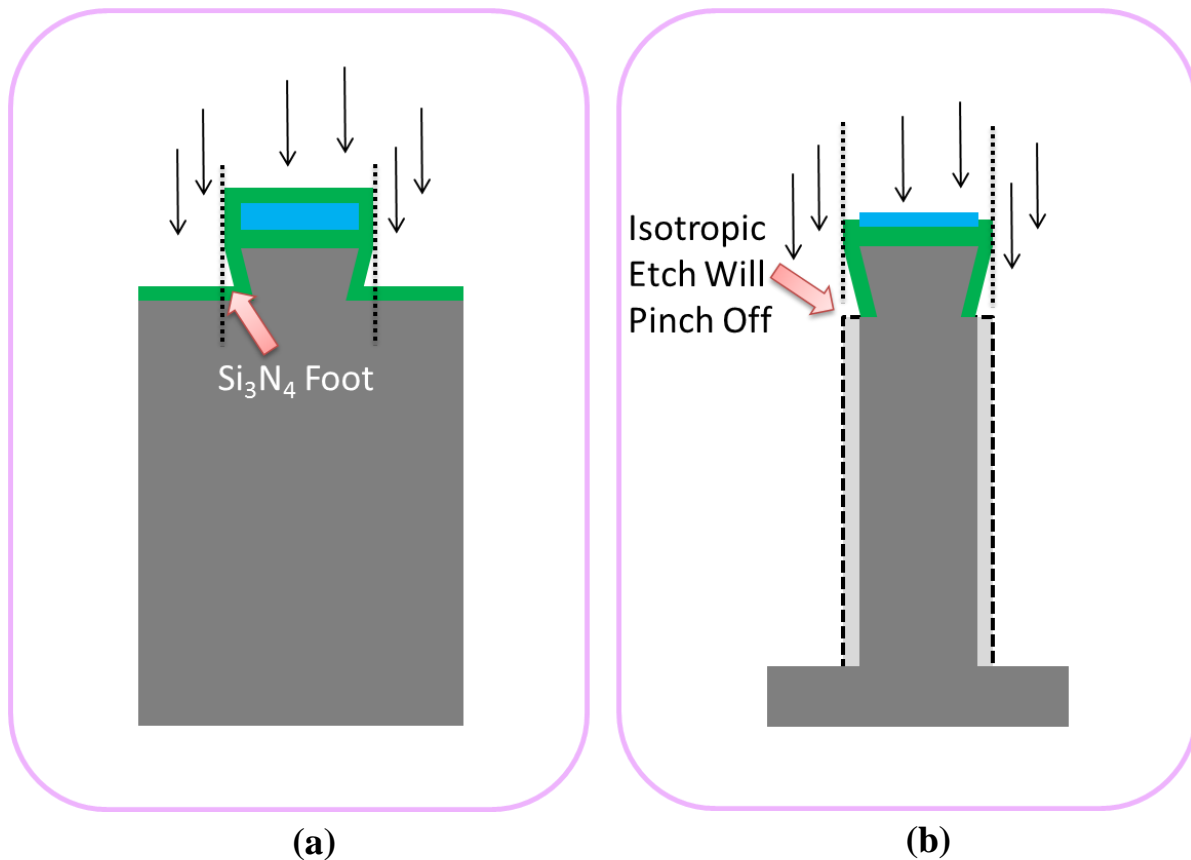 Si₃N₄ Foot
Isotropic
Etch Will
Pinch Off
(a)
(b)